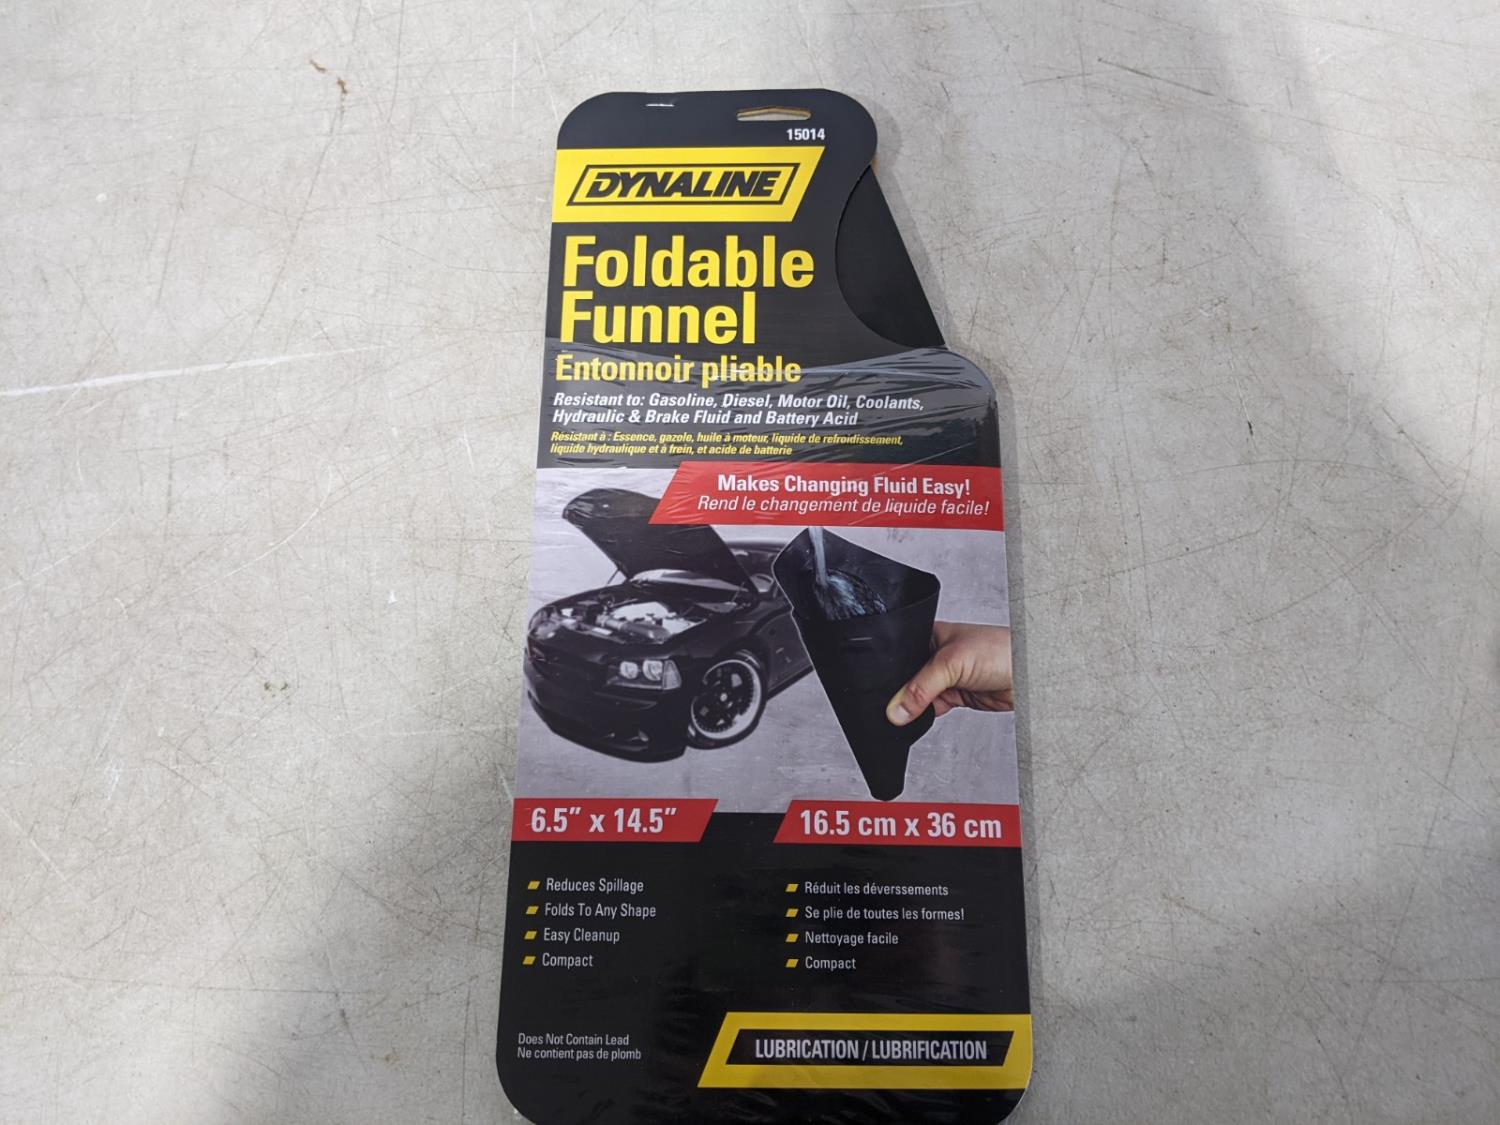 15014
DYNALINE
Foldable
Funnel
Entonnoir pliable
Resistant to: Gasoline, Diesel, Motor Oil, Coolants,
Hydraulic & Brake Fluid and Battery Acid
Résistant à : Essence, gazole, huile à moteur, liquide de refroidissement,
liquide hydraulique et à frein, et acide de batterie
Makes Changing Fluid Easy!
Rend le changement de liquide facile!
6.5" x 14.5"
16.5 cm x 36 cm
Reduces Spillage
Folds To Any Shape
Easy Cleanup
Compact
Réduit les déverssements
Se plie de toutes les formes!
Nettoyage facile
Compact
Does Not Contain Lead
Ne contient pas de plomb
LUBRICATION / LUBRIFICATION